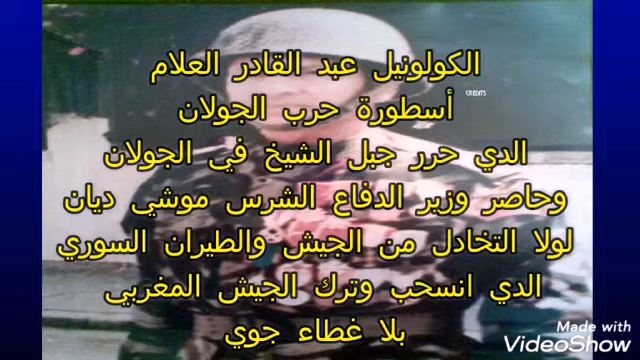 الكولونيل عبد القادر العلام
CREDITS
أسطورة حرب الجولان
الدي حرر جبل الشيخ في الجولان
وحاصر وزير الدفاع الشرس موشي ديان
لولا التخادل من الجيش والطيران السوري
الدي انسحب وترك الجيش المغربي
بلا غطاء جوي
Made with
VideoShow